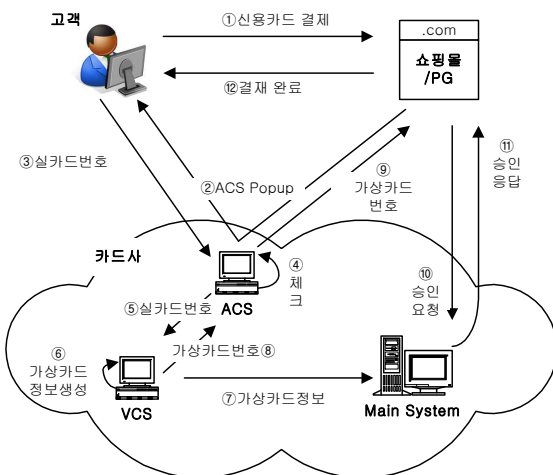 고객
①신용카드 결제
.com
쇼핑몰
/PG
⑫결재 완료
③실카드번호
②ACS Popup
⑨
가상카드
번호
⑪
승인
응답
카드사
④
체
크
⑩
승인
요청
⑤실카드번호
ACS
가상카드번호⑧
⑥
가상카드
정보생성
VCS
⑦가상카드정보
Main System